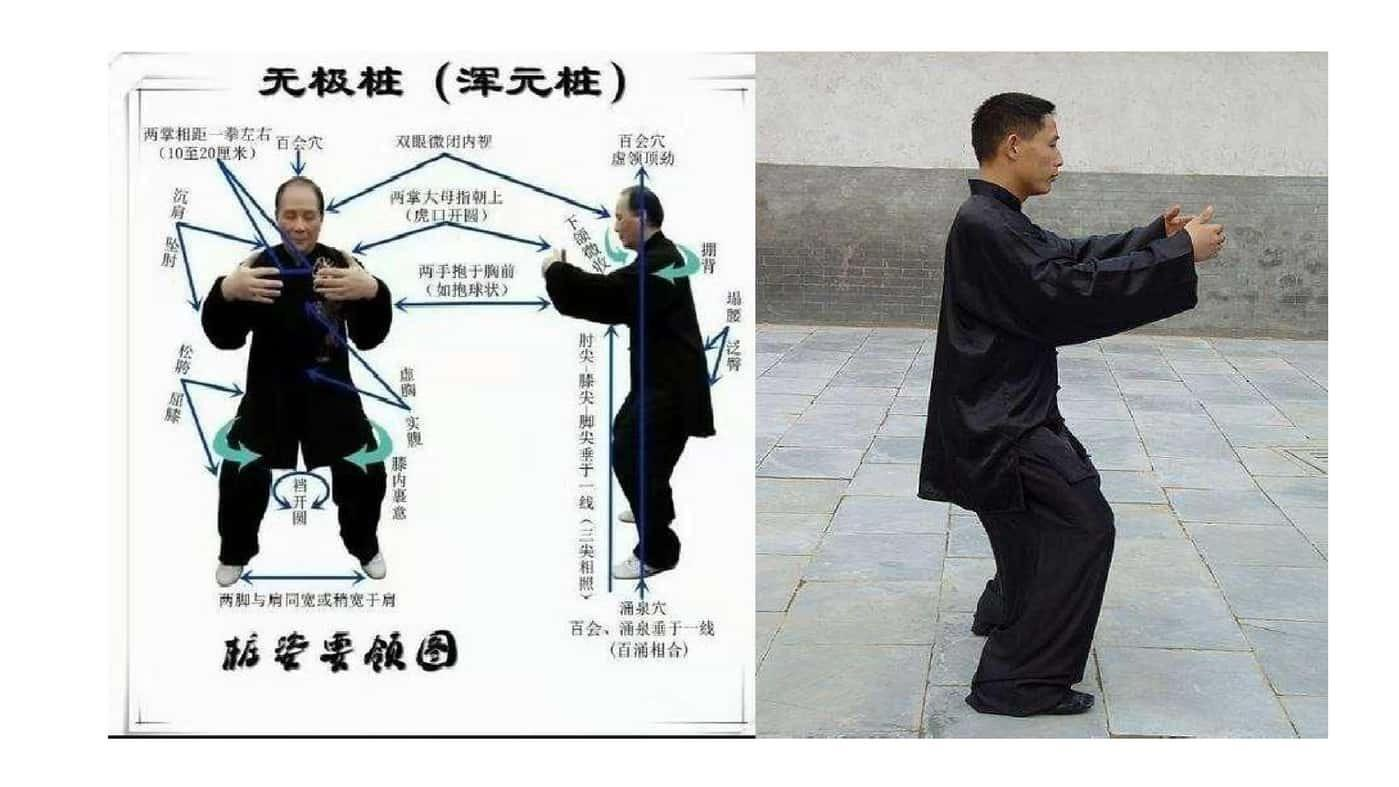 无极桩（浑元桩）
两掌相距一拳左右
（10至20厘米）
百会穴
双眼微闭内视
百会穴
虚领顶劲
两掌大母指朝上
（虎口开圆）
沉肩
坠肘
下颌微收
掤背
两手抱于胸前
（如抱球状）
塌腰
泛臀
松胯
屈膝
虚胸
实腹
肘尖-膝尖-脚尖垂于一线（三尖相照）
膝内裹意
裆开圆
两脚与肩同宽或稍宽于肩
涌泉穴
百会、涌泉垂于一线
(百涌相合)
桩姿要领图